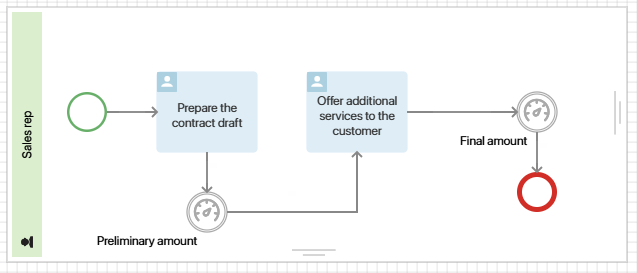 Sales rep
Prepare the
contract draft
Offer additional
services to the
customer
Final amount
Preliminary amount